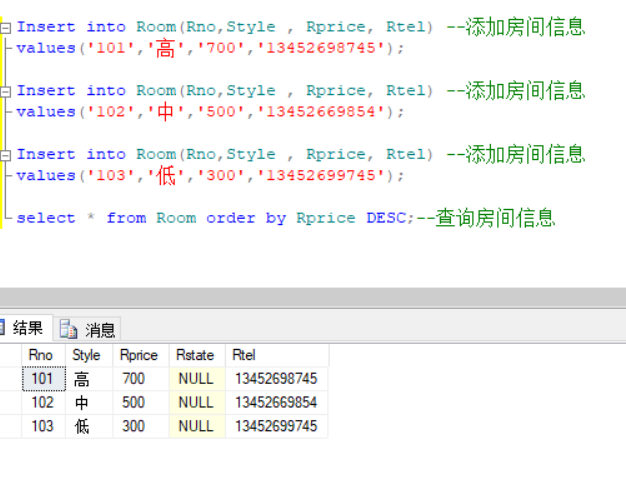 Insert into Room(Rno,Style , Rprice, Rtel) --添加房间信息
values('101','高','700','13452698745');
Insert into Room(Rno,Style , Rprice, Rtel) --添加房间信息
values('102','中','500','13452669854');
Insert into Room(Rno,Style , Rprice, Rtel) --添加房间信息
values('103','低','300','13452699745');
select * from Room order by Rprice DESC;--查询房间信息
结果 消息
Rno Style Rprice Rstate Rtel
101 高 700 NULL 13452698745
102 中 500 NULL 13452669854
103 低 300 NULL 13452699745